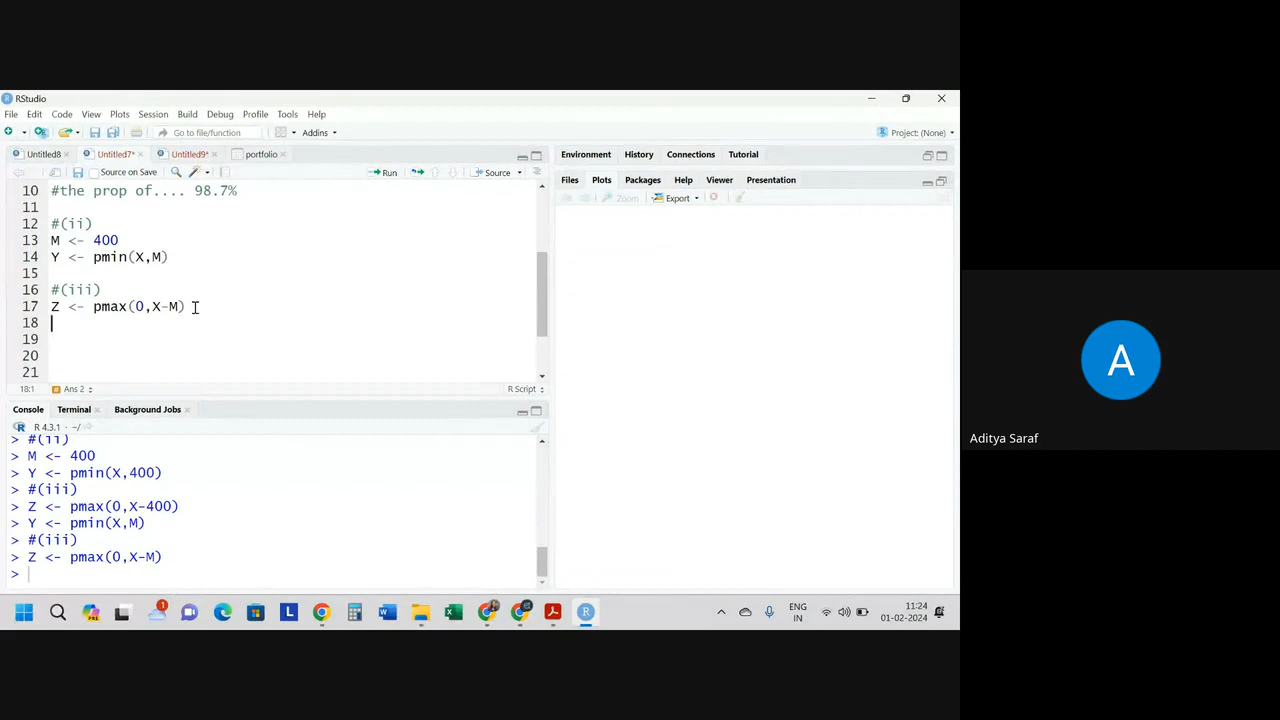 RStudio
File Edit Code View Plots Session Build Debug Profile Tools Help
Go to file/function Addins Project: (None)
Untitled8 Untitled7* Untitled9* portfolio
Source on Save Run Source
10 #the prop of.... 98.7%
11
12 #(ii)
13 M <- 400
14 Y <- pmin(X,M)
15
16 #(iii)
17 Z <- pmax(0,X-M)
18
19
20
21
18:1 Ans 2 R Script
Console Terminal Background Jobs
R 4.3.1 · ~/
> #(ii)
> M <- 400
> Y <- pmin(X,400)
> #(iii)
> Z <- pmax(0,X-400)
> Y <- pmin(X,M)
> #(iii)
> Z <- pmax(0,X-M)
>
Environment History Connections Tutorial
Files Plots Packages Help Viewer Presentation
Zoom Export
A
Aditya Saraf
1 PRE L W X R
ENG
IN
11:24
01-02-2024